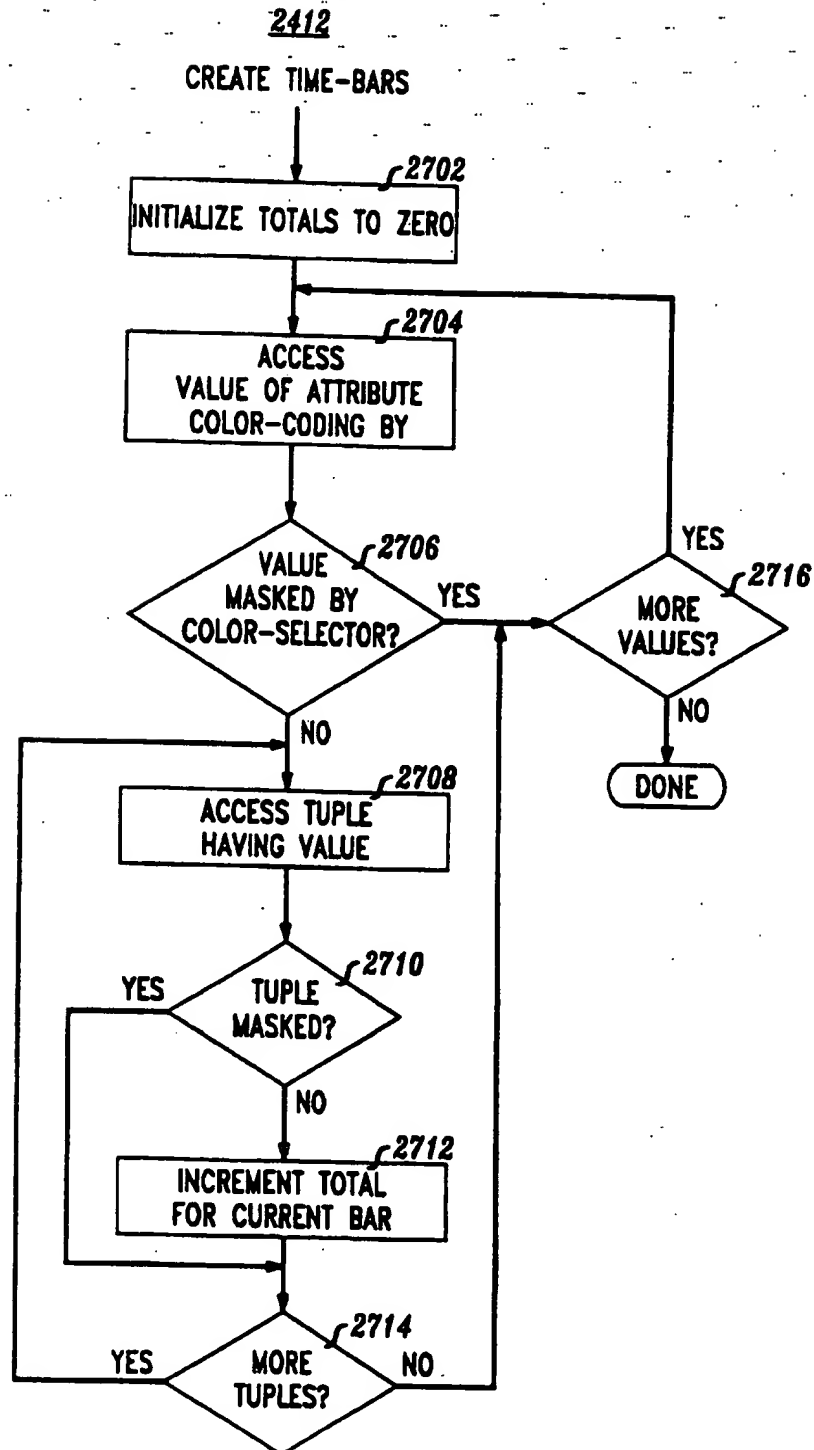 2412
CREATE TIME-BARS
2702
INITIALIZE TOTALS TO ZERO
2704
ACCESS
VALUE OF ATTRIBUTE
COLOR-CODING BY
2706
VALUE
MASKED BY
COLOR-SELECTOR?
YES
NO
YES
2716
MORE
VALUES?
NO
DONE
2708
ACCESS TUPLE
HAVING VALUE
2710
TUPLE
MASKED?
YES
NO
2712
INCREMENT TOTAL
FOR CURRENT BAR
2714
MORE
TUPLES?
YES
NO